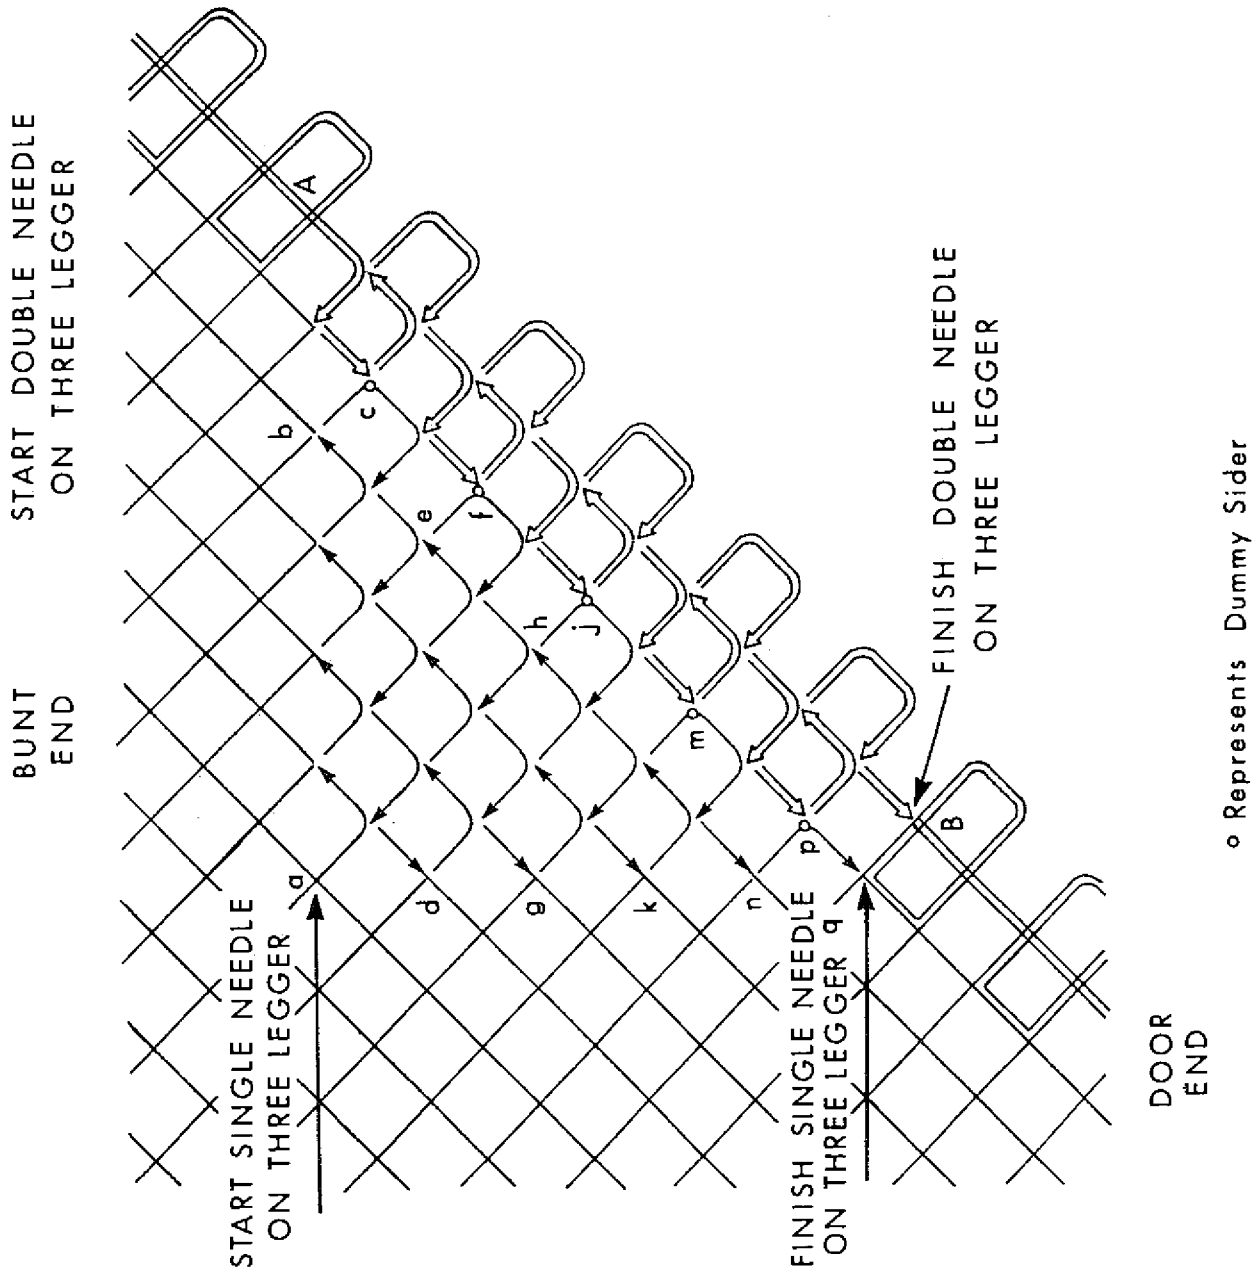 BUNT
END
START DOUBLE NEEDLE
ON THREE LEGGER
START SINGLE NEEDLE
ON THREE LEGGER
a
b
A
c
d
e
f
g
h
j
k
m
n
p
FINISH SINGLE NEEDLE
ON THREE LEGGER q
B
FINISH DOUBLE NEEDLE
ON THREE LEGGER
DOOR
END
o Represents Dummy Sider